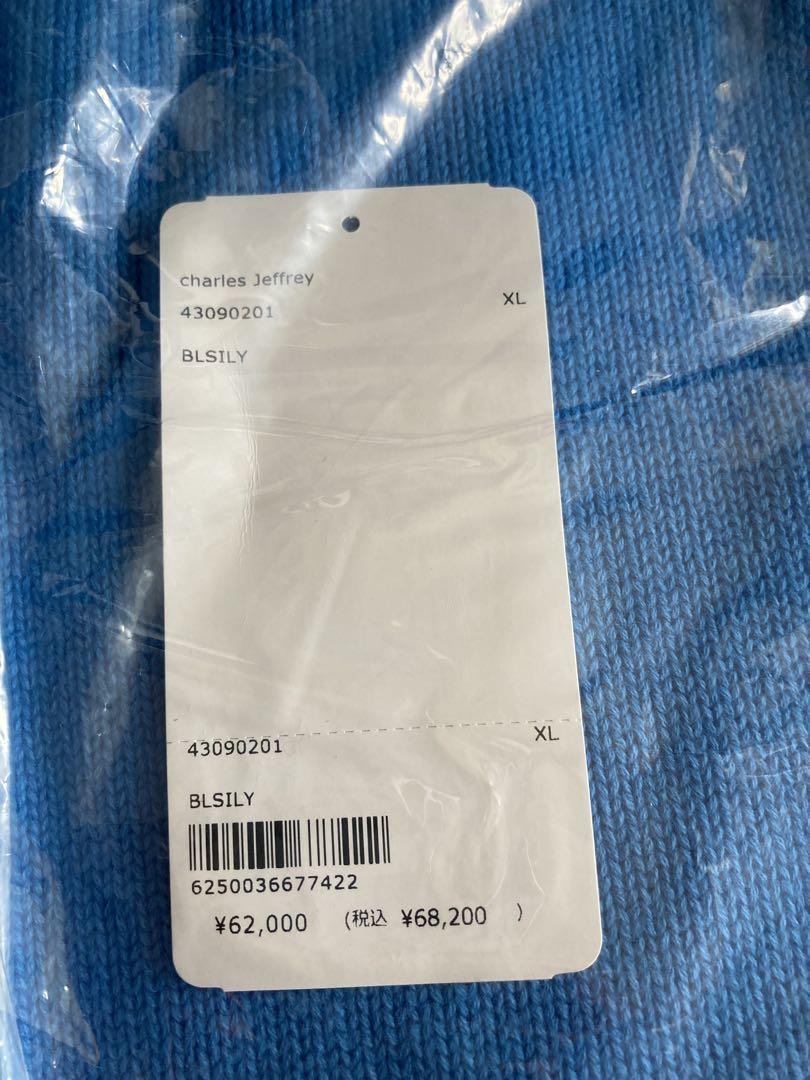 charles Jeffrey
43090201
XL
BLSILY
43090201
XL
BLSILY
6250036677422
¥62,000 (税込 ¥68,200 )